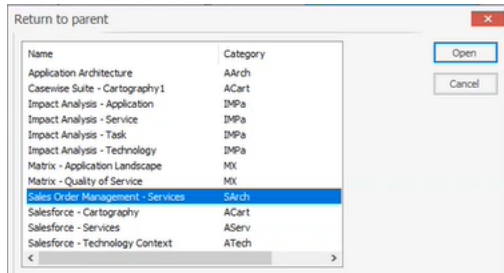 Return to parent
Name Category
Application Architecture AArch
Casewise Suite - Cartography1 ACart
Impact Analysis - Application IMPa
Impact Analysis - Service IMPa
Impact Analysis - Task IMPa
Impact Analysis - Technology IMPa
Matrix - Application Landscape MX
Matrix - Quality of Service MX
Sales Order Management - Services SArch
Salesforce - Cartography ACart
Salesforce - Services AServ
Salesforce - Technology Context ATech
Open
Cancel